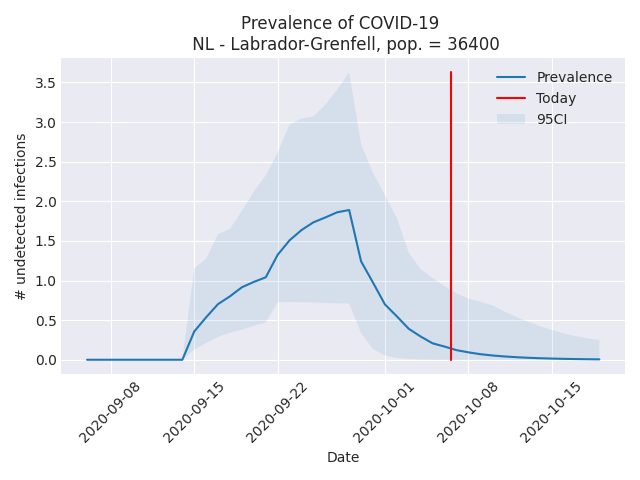 Prevalence of COVID-19
NL - Labrador-Grenfell, pop. = 36400
# undetected infections
3.5
3.0
2.5
2.0
1.5
1.0
0.5
0.0
Prevalence
Today
95CI
2020-09-08
2020-09-15
2020-09-22
2020-10-01
2020-10-08
2020-10-15
Date